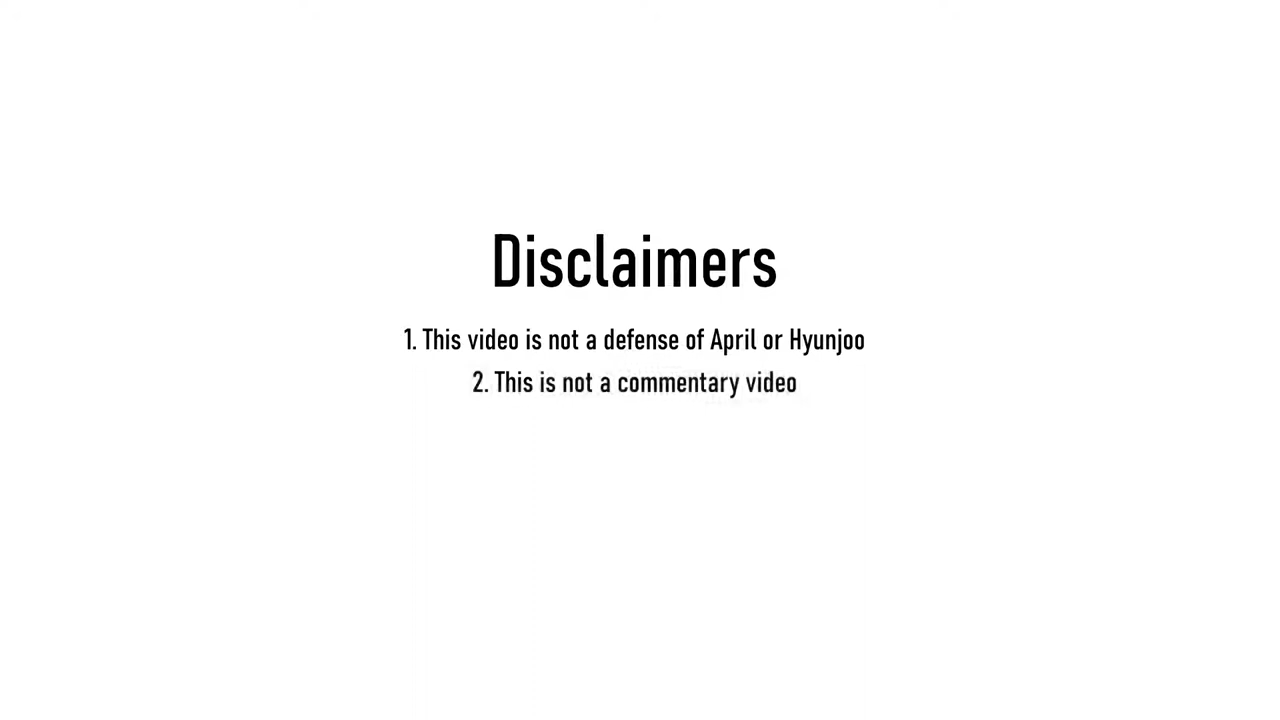 Disclaimers
1. This video is not a defense of April or Hyunjoo
2. This is not a commentary video